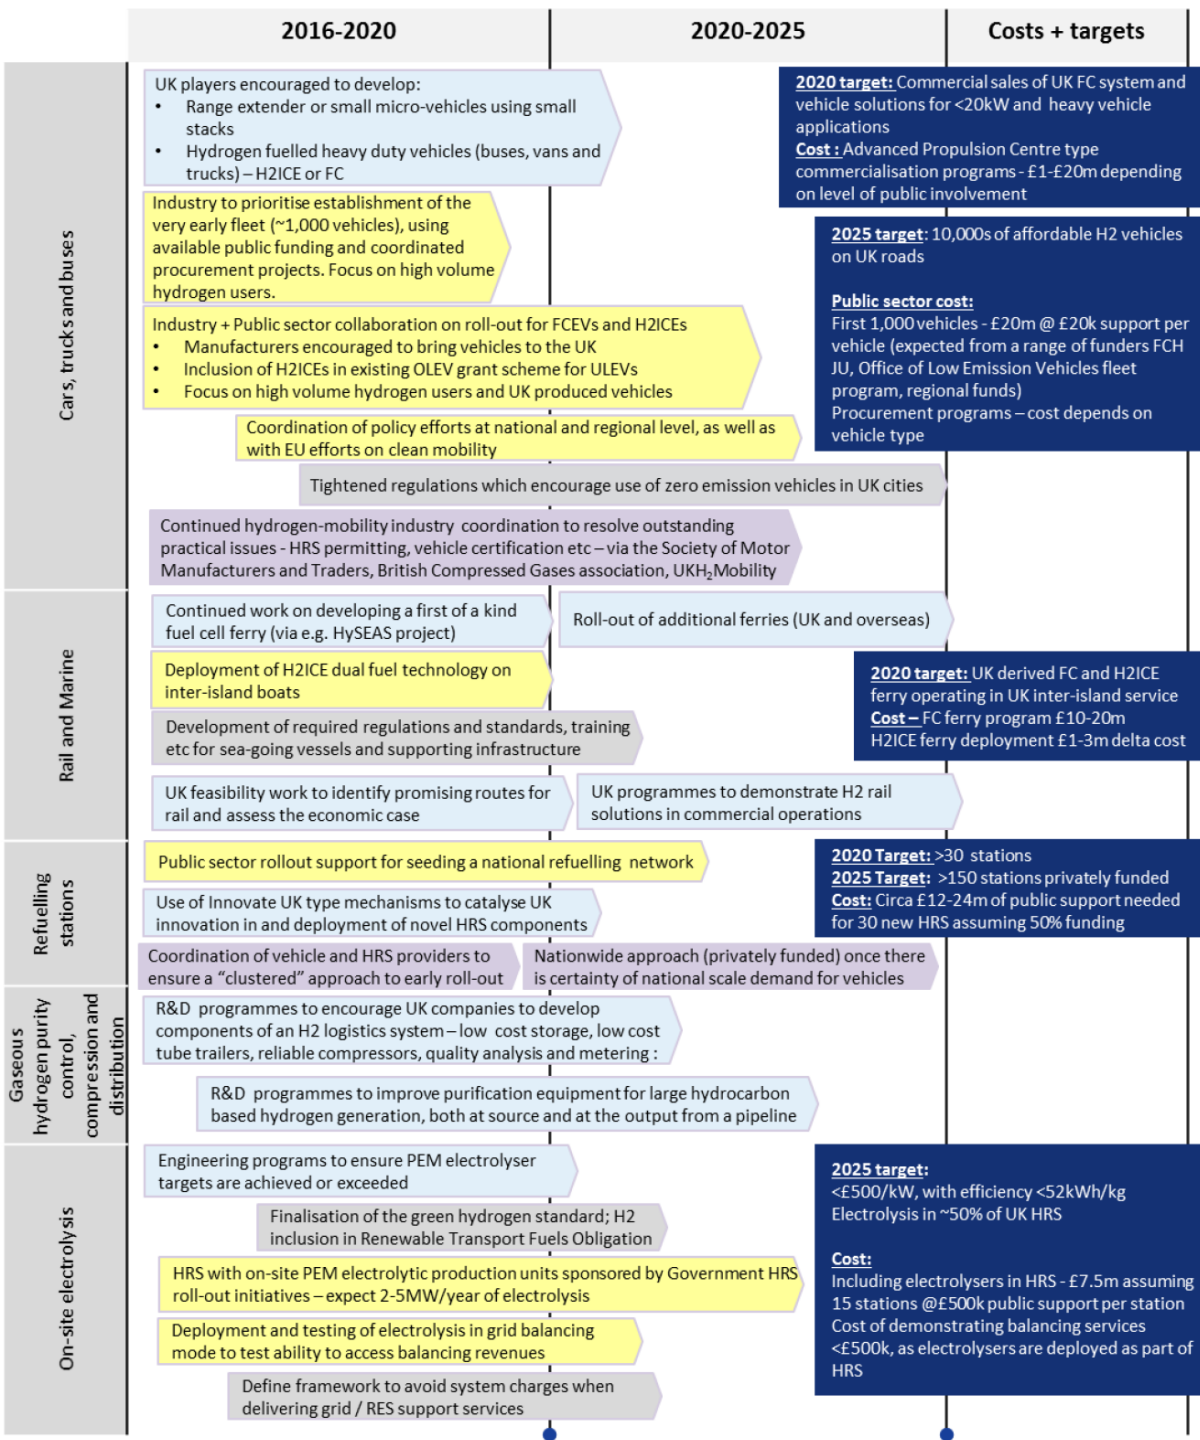 2016-2020
2020-2025
Costs + targets
Cars, trucks and buses
UK players encouraged to develop:
• Range extender or small micro-vehicles using small
stacks
• Hydrogen fuelled heavy duty vehicles (buses, vans and
trucks) – H2ICE or FC
Industry to prioritise establishment of the
very early fleet (~1,000 vehicles), using
available public funding and coordinated
procurement projects. Focus on high volume
hydrogen users.
Industry + Public sector collaboration on roll-out for FCEVs and H2ICEs
• Manufacturers encouraged to bring vehicles to the UK
• Inclusion of H2ICEs in existing OLEV grant scheme for ULEVs
• Focus on high volume hydrogen users and UK produced vehicles
Coordination of policy efforts at national and regional level, as well as
with EU efforts on clean mobility
Tightened regulations which encourage use of zero emission vehicles in UK cities
Continued hydrogen-mobility industry coordination to resolve outstanding
practical issues - HRS permitting, vehicle certification etc – via the Society of Motor
Manufacturers and Traders, British Compressed Gases association, UKH₂Mobility
2020 target: Commercial sales of UK FC system and
vehicle solutions for <20kW and heavy vehicle
applications
Cost : Advanced Propulsion Centre type
commercialisation programs - £1-£20m depending
on level of public involvement
2025 target: 10,000s of affordable H2 vehicles
on UK roads
Public sector cost:
First 1,000 vehicles - £20m @ £20k support per
vehicle (expected from a range of funders FCH
JU, Office of Low Emission Vehicles fleet
program, regional funds)
Procurement programs – cost depends on
vehicle type
Rail and Marine
Continued work on developing a first of a kind
fuel cell ferry (via e.g. HySEAS project)
Roll-out of additional ferries (UK and overseas)
Deployment of H2ICE dual fuel technology on
inter-island boats
Development of required regulations and standards, training
etc for sea-going vessels and supporting infrastructure
UK feasibility work to identify promising routes for
rail and assess the economic case
UK programmes to demonstrate H2 rail
solutions in commercial operations
2020 target: UK derived FC and H2ICE
ferry operating in UK inter-island service
Cost – FC ferry program £10-20m
H2ICE ferry deployment £1-3m delta cost
Refuelling
stations
Public sector rollout support for seeding a national refuelling network
Use of Innovate UK type mechanisms to catalyse UK
innovation in and deployment of novel HRS components
Coordination of vehicle and HRS providers to
ensure a “clustered” approach to early roll-out
Nationwide approach (privately funded) once there
is certainty of national scale demand for vehicles
2020 Target: >30 stations
2025 Target: >150 stations privately funded
Cost: Circa £12-24m of public support needed
for 30 new HRS assuming 50% funding
Gaseous
hydrogen purity
control,
compression and
distribution
R&D programmes to encourage UK companies to develop
components of an H2 logistics system – low cost storage, low cost
tube trailers, reliable compressors, quality analysis and metering :
R&D programmes to improve purification equipment for large hydrocarbon
based hydrogen generation, both at source and at the output from a pipeline
On-site electrolysis
Engineering programs to ensure PEM electrolyser
targets are achieved or exceeded
Finalisation of the green hydrogen standard; H2
inclusion in Renewable Transport Fuels Obligation
HRS with on-site PEM electrolytic production units sponsored by Government HRS
roll-out initiatives – expect 2-5MW/year of electrolysis
Deployment and testing of electrolysis in grid balancing
mode to test ability to access balancing revenues
Define framework to avoid system charges when
delivering grid / RES support services
2025 target:
<£500/kW, with efficiency <52kWh/kg
Electrolysis in ~50% of UK HRS
Cost:
Including electrolysers in HRS - £7.5m assuming
15 stations @£500k public support per station
Cost of demonstrating balancing services
<£500k, as electrolysers are deployed as part of
HRS